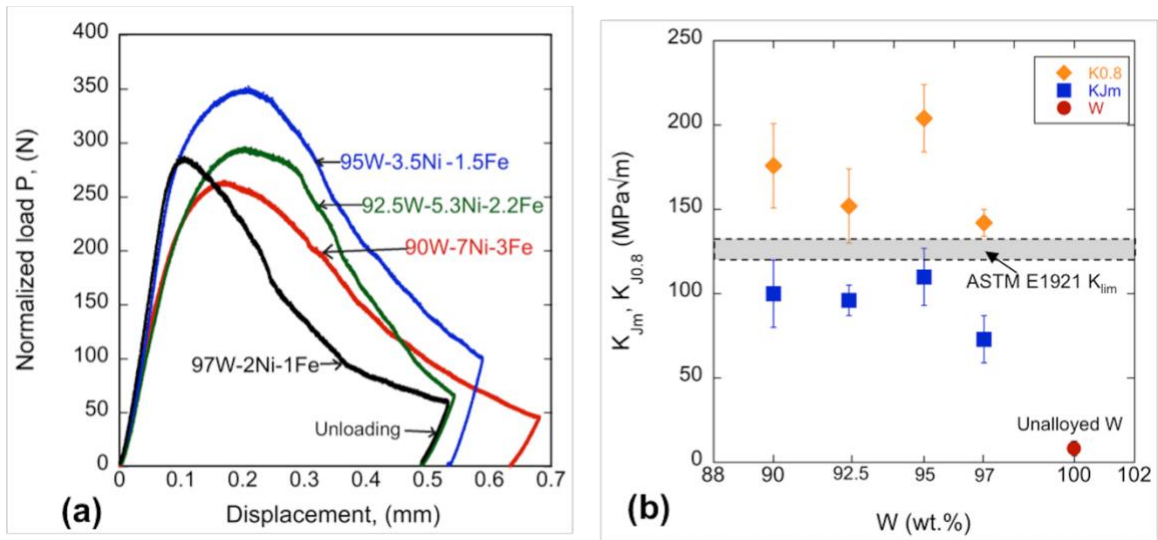 400
350
300
250
200
150
100
50
0
Normalized load P, (N)
95W-3.5Ni -1.5Fe
92.5W-5.3Ni-2.2Fe
90W-7Ni-3Fe
97W-2Ni-1Fe
Unloading
0 0.1 0.2 0.3 0.4 0.5 0.6 0.7
Displacement, (mm)
(a)
250
200
150
100
50
0
K_Jm, K_J0.8 (MPa√m)
K0.8
KJm
W
ASTM E1921 K_lim
Unalloyed W
88 90 92.5 95 97 100 102
W (wt.%)
(b)